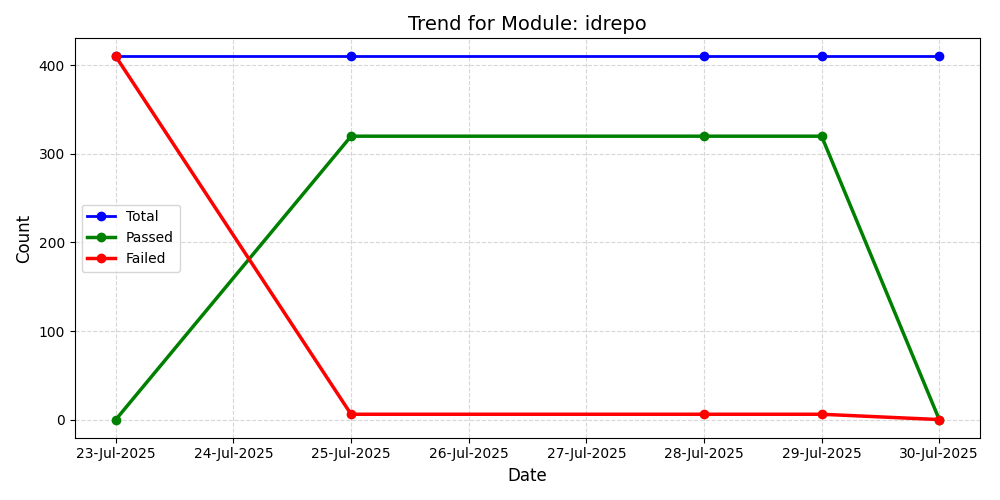 Trend for Module: idrepo
Count
400
300
200
100
0
Total
Passed
Failed
23-Jul-2025 24-Jul-2025 25-Jul-2025 26-Jul-2025 27-Jul-2025 28-Jul-2025 29-Jul-2025 30-Jul-2025
Date